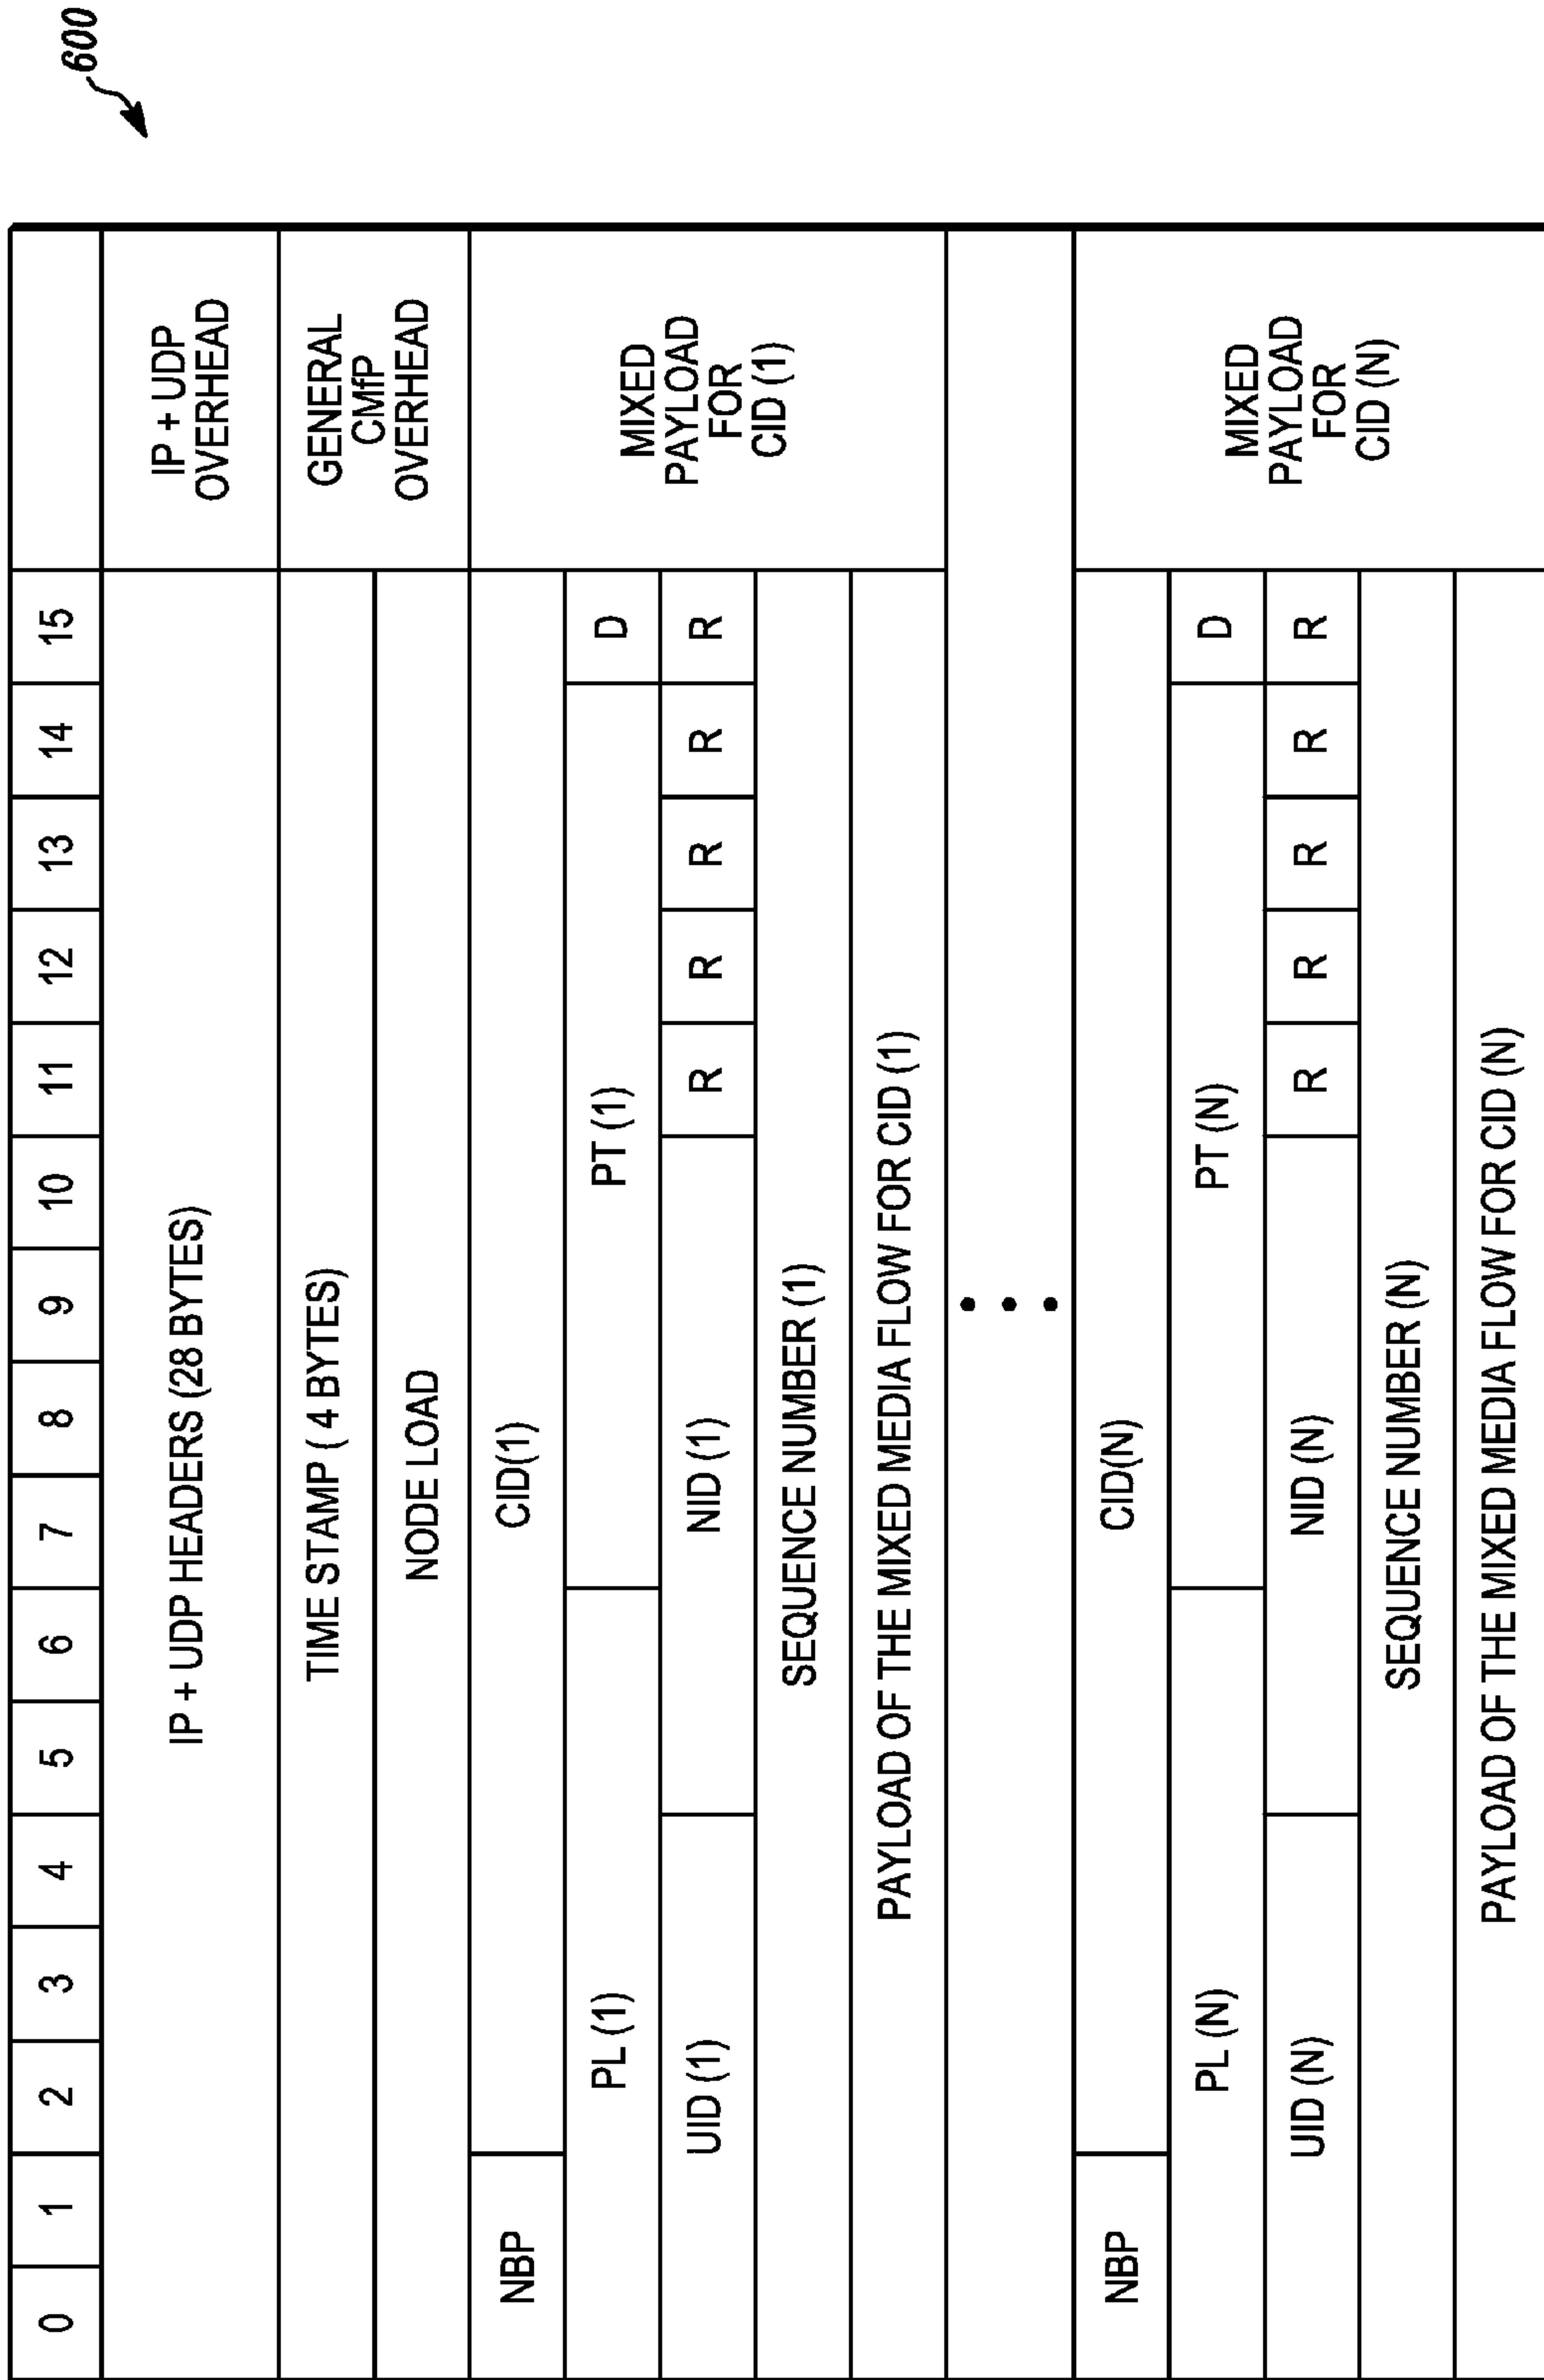 600
0 1 2 3 4 5 6 7 8 9 10 11 12 13 14 15
IP + UDP HEADERS (28 BYTES)
IP + UDP
OVERHEAD
TIME STAMP ( 4 BYTES)
GENERAL
CMfP
OVERHEAD
NODE LOAD
NBP CID(1)
MIXED
PAYLOAD
FOR
CID (1)
PL (1) PT (1) D
UID (1) NID (1) R R R R R
SEQUENCE NUMBER (1)
PAYLOAD OF THE MIXED MEDIA FLOW FOR CID (1)
NBP CID(N)
MIXED
PAYLOAD
FOR
CID (N)
PL (N) PT (N) D
UID (N) NID (N) R R R R R
SEQUENCE NUMBER (N)
PAYLOAD OF THE MIXED MEDIA FLOW FOR CID (N)